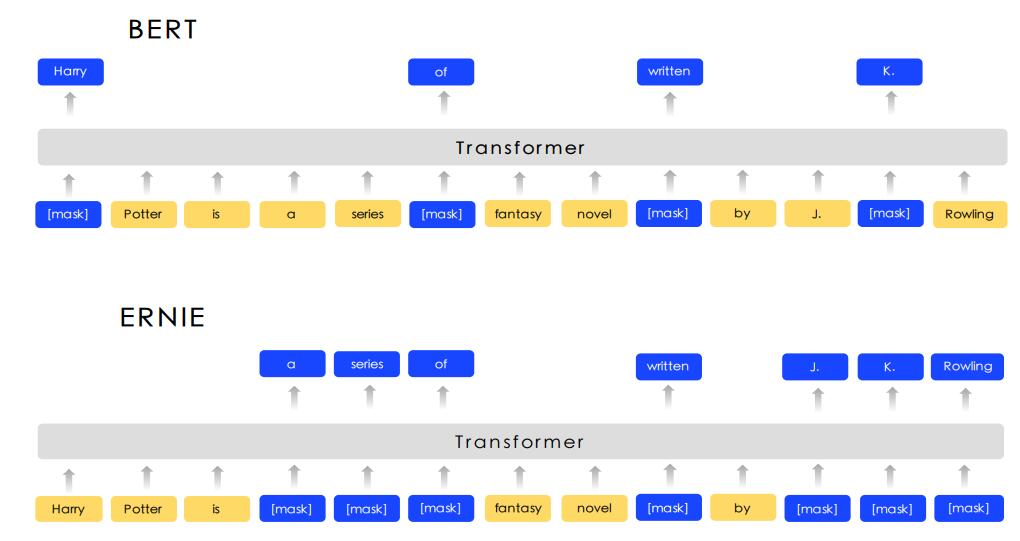 BERT
Harry of written K.
Transformer
[mask] Potter is a series [mask] fantasy novel [mask] by J. [mask] Rowling
ERNIE
a series of written J. K. Rowling
Transformer
Harry Potter is [mask] [mask] [mask] fantasy novel [mask] by [mask] [mask] [mask]